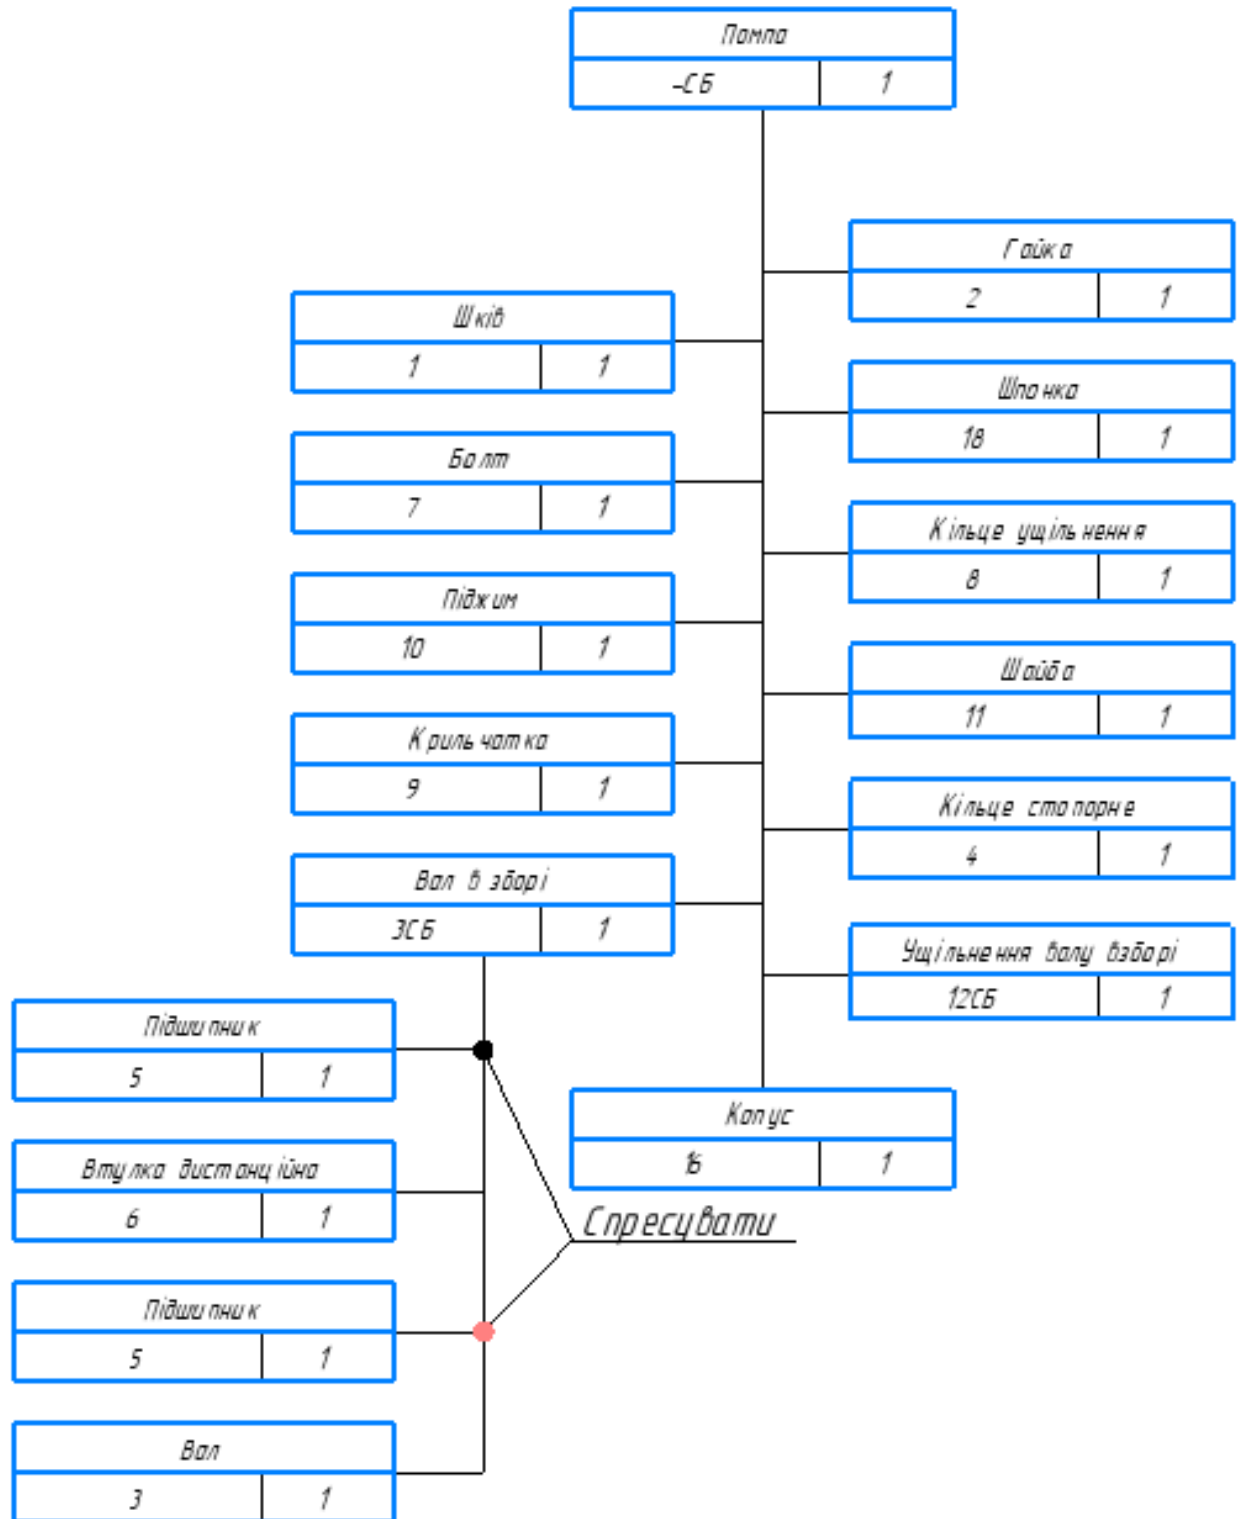 Помпа
-СБ 1
Гайка
2 1
Шків
1 1
Шпонка
18 1
Болт
7 1
Кільце ущільнення
8 1
Піджим
10 1
Шайба
11 1
Крильчатка
9 1
Кільце стопорне
4 1
Вал в зборі
3СБ 1
Ущільнення валу взборі
12СБ 1
Підшипник
5 1
Копус
16 1
Втулка дистанційна
6 1
Спресувати
Підшипник
5 1
Вал
3 1